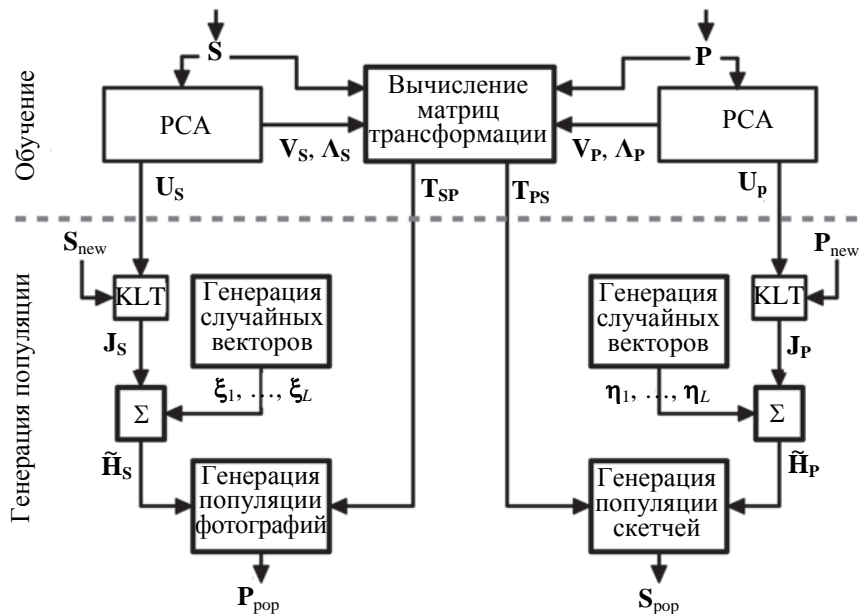 S
P
Вычисление
матриц
трансформации
PCA
PCA
V_S, Λ_S
V_P, Λ_P
U_S
T_SP
T_PS
U_P
Обучение
S_new
P_new
KLT
Генерация
случайных
векторов
Генерация
случайных
векторов
KLT
J_S
J_P
ξ_1, …, ξ_L
η_1, …, η_L
Σ
Σ
H̃_S
H̃_P
Генерация
популяции
фотографий
Генерация
популяции
скетчей
P_pop
S_pop
Генерация популяции